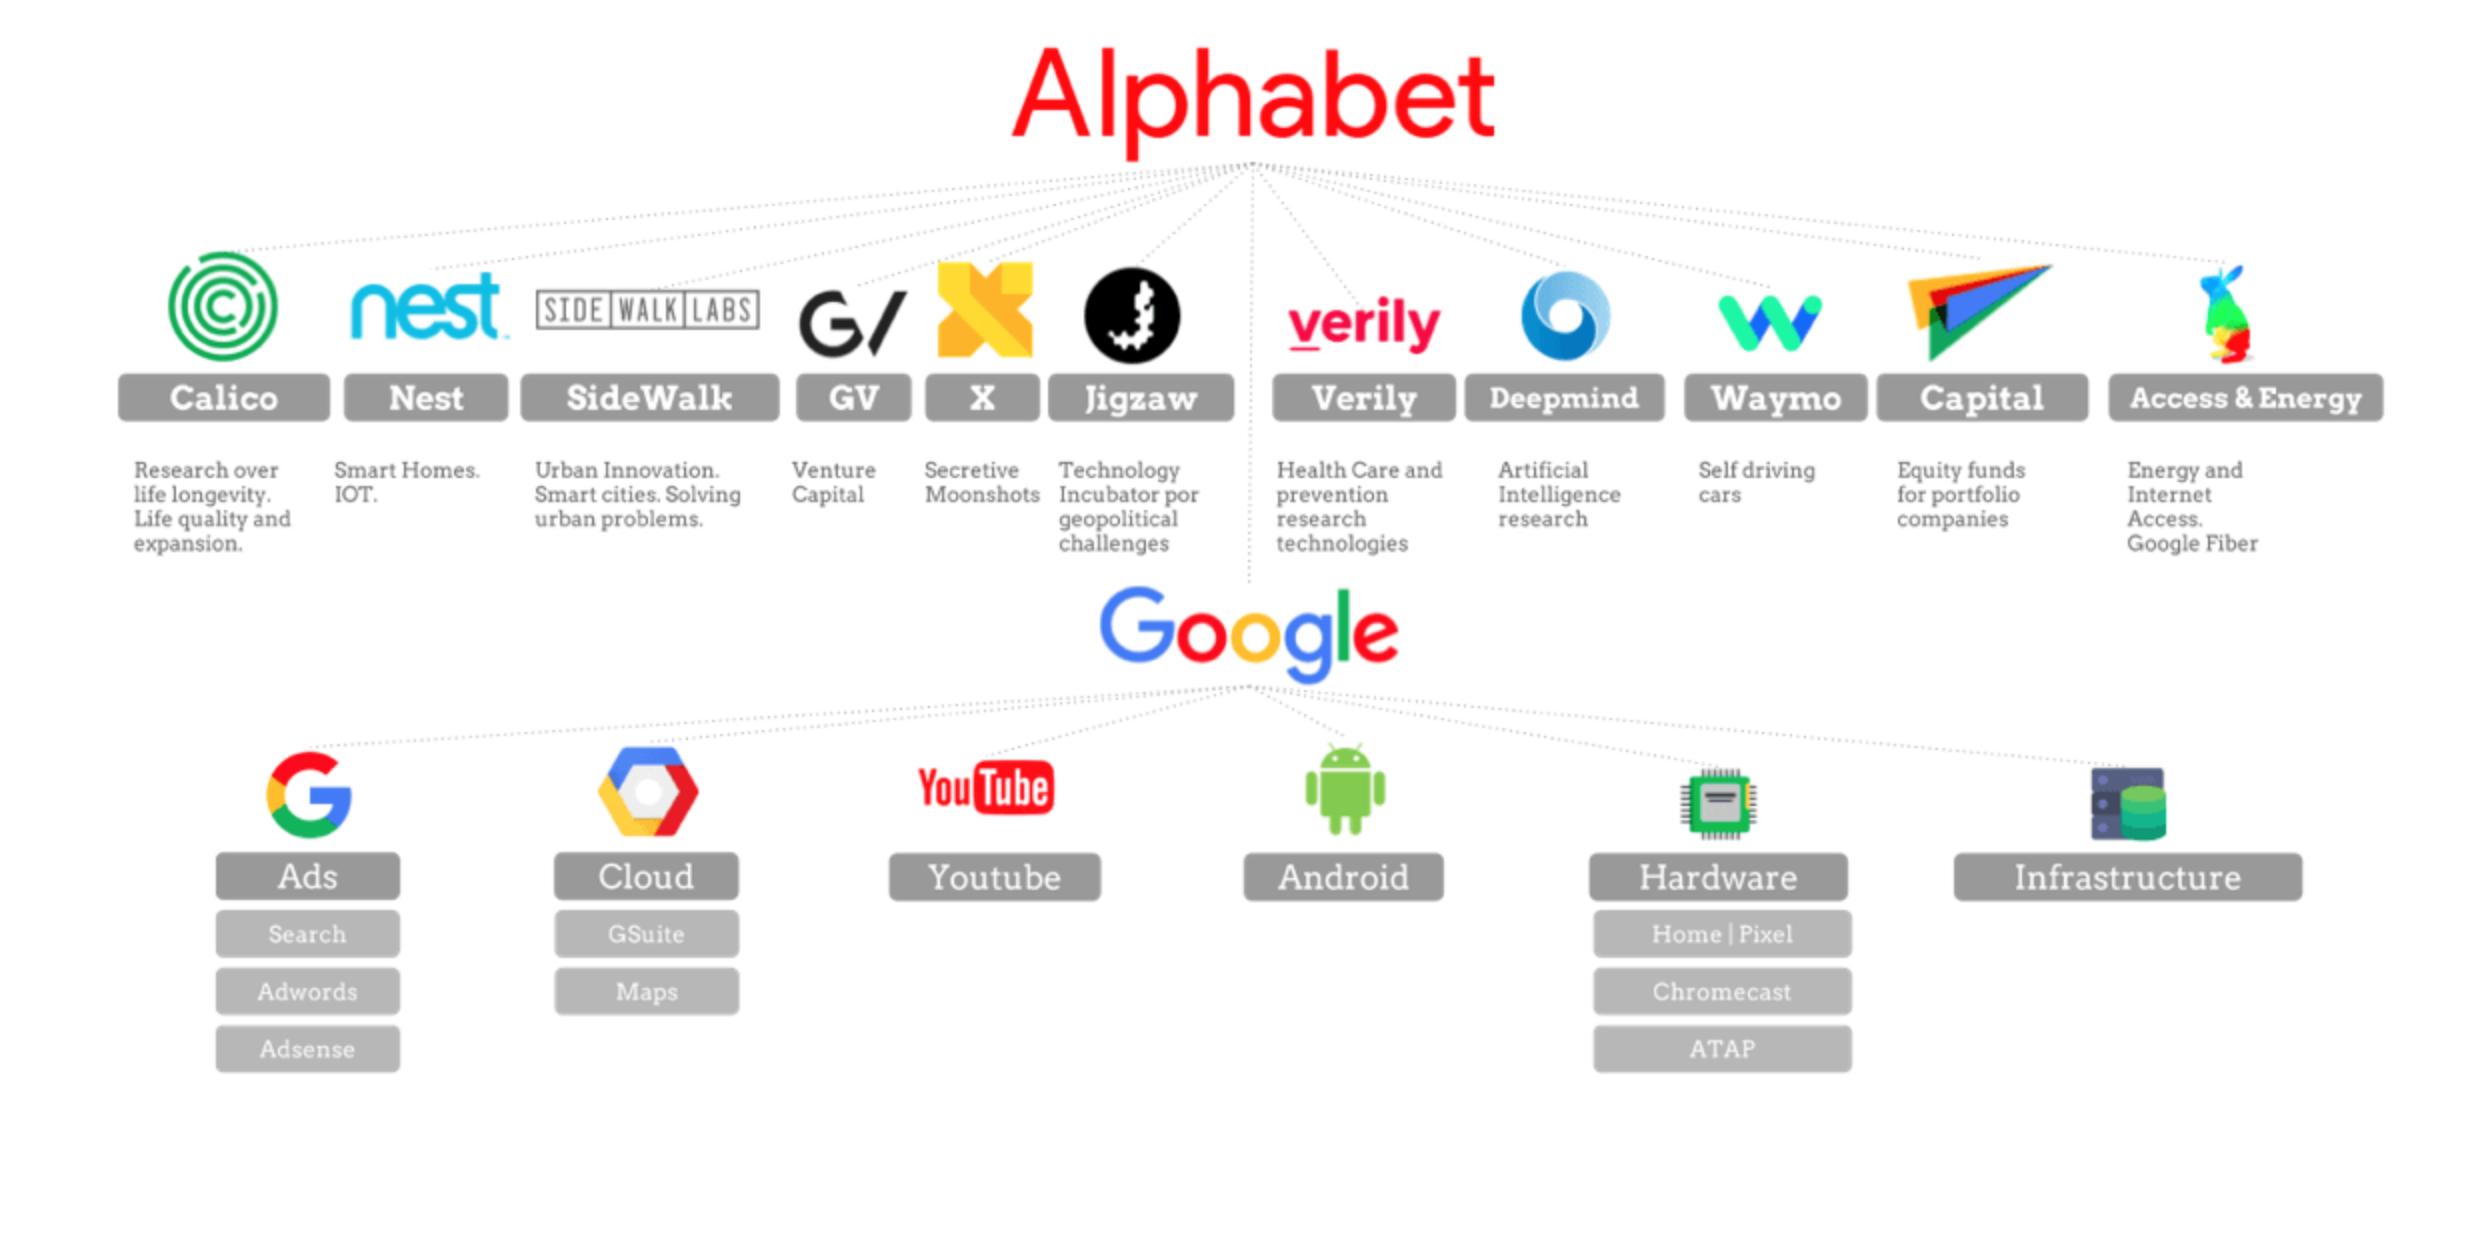 Alphabet
nest
SIDE WALK LABS
G/
verily
Calico
Nest
SideWalk
GV
X
Jigzaw
Verily
Deepmind
Waymo
Capital
Access & Energy
Research over
life longevity.
Life quality and
expansion.
Smart Homes.
IOT.
Urban Innovation.
Smart cities. Solving
urban problems.
Venture
Capital
Secretive
Moonshots
Technology
Incubator por
geopolitical
challenges
Health Care and
prevention
research
technologies
Artificial
Intelligence
research
Self driving
cars
Equity funds
for portfolio
companies
Energy and
Internet
Access.
Google Fiber
Google
G
YouTube
Ads
Cloud
Youtube
Android
Hardware
Infrastructure
Search
GSuite
Home | Pixel
Adwords
Maps
Chromecast
Adsense
ATAP